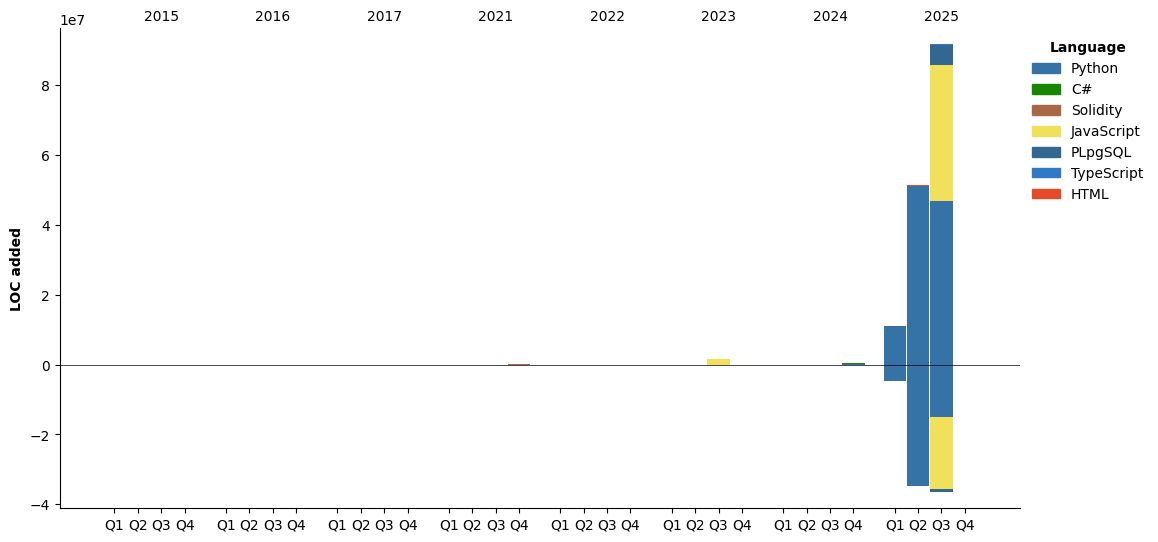 2015 2016 2017 2021 2022 2023 2024 2025
1e7
Language
Python
C#
Solidity
JavaScript
PLpgSQL
TypeScript
HTML
LOC added
8
6
4
2
0
−2
−4
Q1 Q2 Q3 Q4 Q1 Q2 Q3 Q4 Q1 Q2 Q3 Q4 Q1 Q2 Q3 Q4 Q1 Q2 Q3 Q4 Q1 Q2 Q3 Q4 Q1 Q2 Q3 Q4 Q1 Q2 Q3 Q4